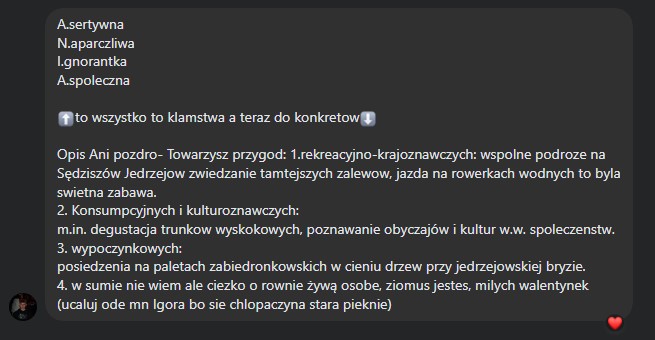 A.sertywna
N.aparczliwa
I.gnorantka
A.spoleczna
⬆️to wszystko to klamstwa a teraz do konkretow⬇️
Opis Ani pozdro- Towarzysz przygod: 1.rekreacyjno-krajoznawczych: wspolne podroze na
Sędziszów Jedrzejow zwiedzanie tamtejszych zalewow, jazda na rowerkach wodnych to byla
swietna zabawa.
2. Konsumpcyjnych i kulturoznawczych:
m.in. degustacja trunkow wyskokowych, poznawanie obyczajów i kultur w.w. spoleczenstw.
3. wypoczynkowych:
posiedzenia na paletach zabiedronkowskich w cieniu drzew przy jedrzejowskiej bryzie.
4. w sumie nie wiem ale ciezko o rownie żywą osobe, ziomus jestes, milych walentynek
(ucaluj ode mn Igora bo sie chlopaczyna stara pieknie)